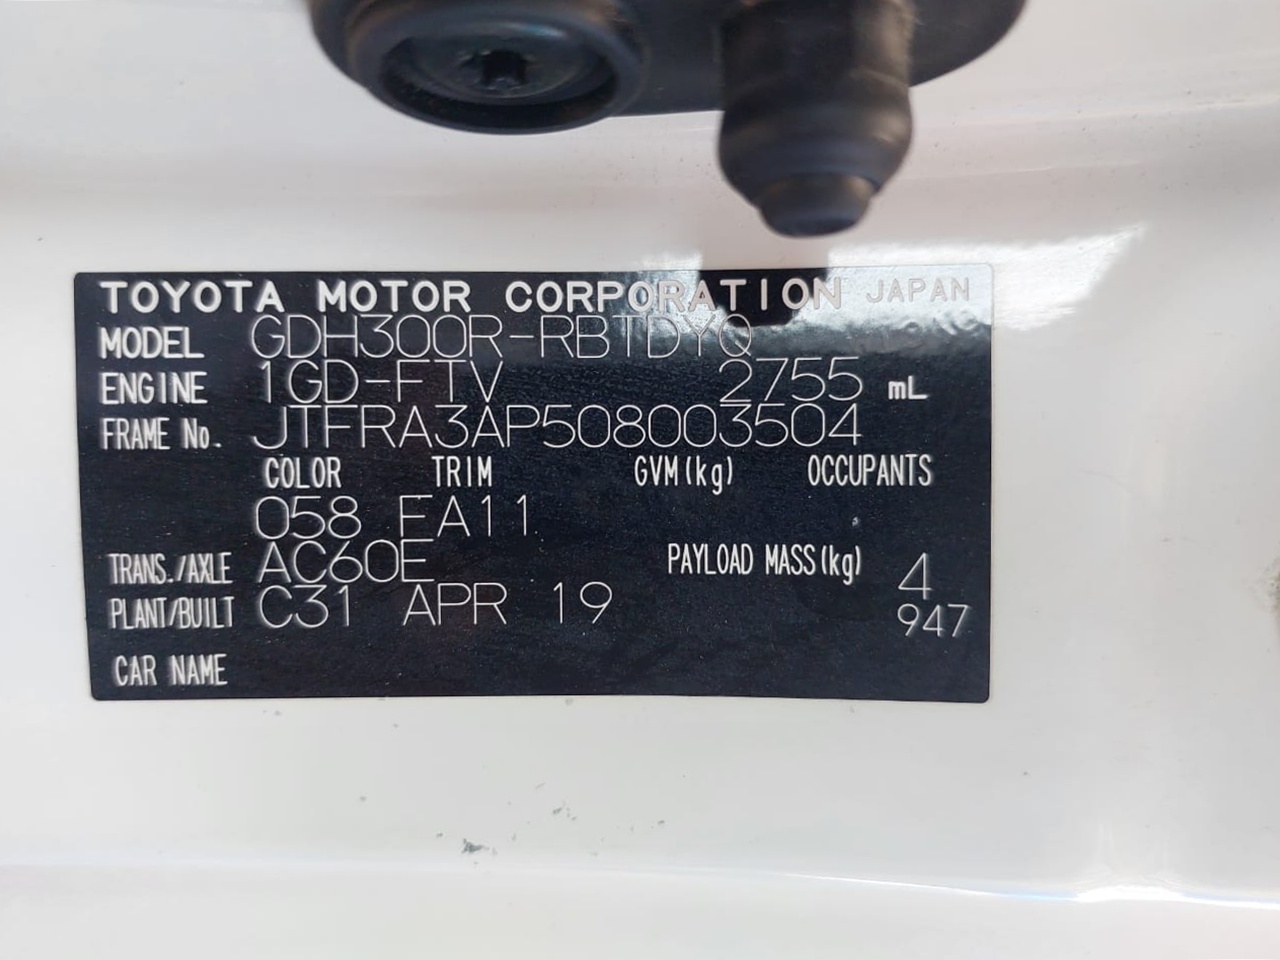 TOYOTA MOTOR CORPORATION JAPAN
MODEL GDH300R-RBTDYQ
ENGINE 1GD-FTV 2755 mL
FRAME No. JTFRA3AP508003504
COLOR TRIM GVM(kg) OCCUPANTS
058 FA11
TRANS./AXLE AC60E PAYLOAD MASS(kg) 4
PLANT/BUILT C31 APR 19 947
CAR NAME